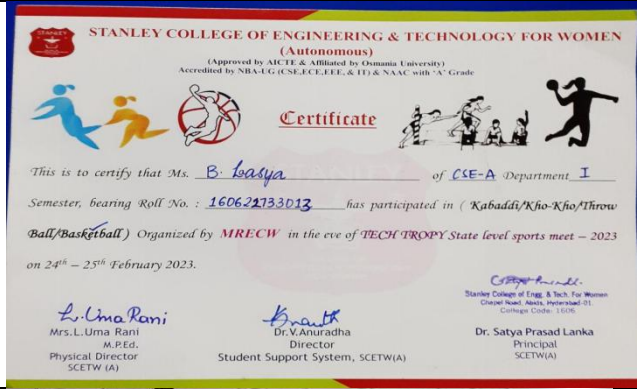 STANLEY
STANLEY COLLEGE OF ENGINEERING & TECHNOLOGY FOR WOMEN
(Autonomous)
(Approved by AICTE & Affiliated by Osmania University)
Accredited by NBA-UG (CSE,ECE,EEE, & IT) & NAAC with 'A' Grade
Certificate
This is to certify that Ms. B. Lasya of CSE-A Department I
Semester, bearing Roll No. : 160621733013 has participated in ( Kabaddi/Kho-Kho/Throw
Ball/Basketball ) Organized by MRECW in the eve of TECH TROPY State level sports meet – 2023
on 24th – 25th February 2023.
Stanley College of Engg. & Tech. For Women
Chapel Road, Abids, Hyderabad-01.
College Code: 1606
L. Uma Rani
Mrs.L.Uma Rani
M.P.Ed.
Physical Director
SCETW (A)
Dr.V.Anuradha
Director
Student Support System, SCETW(A)
Dr. Satya Prasad Lanka
Principal
SCETW(A)